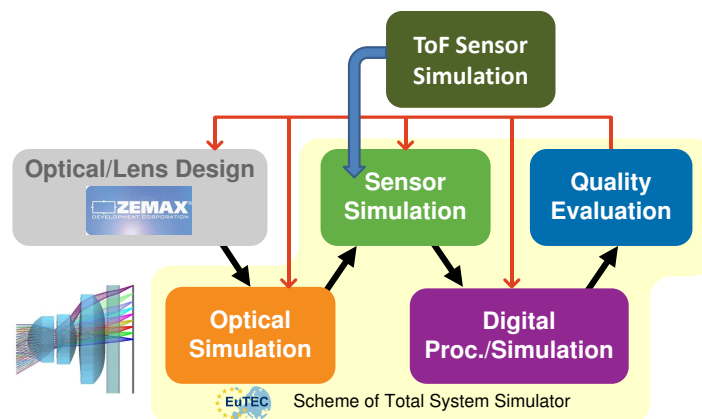 ToF Sensor
Simulation
Optical/Lens Design
ZEMAX®
DEVELOPMENT CORPORATION
Sensor
Simulation
Quality
Evaluation
Optical
Simulation
Digital
Proc./Simulation
EuTEC
Scheme of Total System Simulator